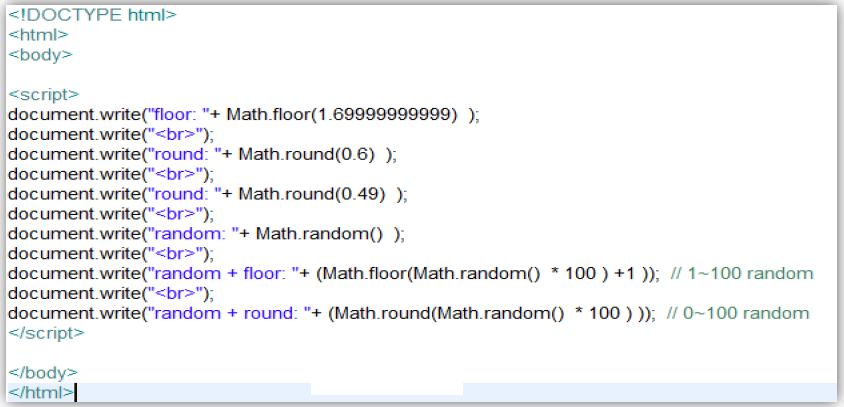 <!DOCTYPE html>
<html>
<body>
<script>
document.write("floor: "+ Math.floor(1.69999999999)  );
document.write("<br>");
document.write("round: "+ Math.round(0.6)  );
document.write("<br>");
document.write("round: "+ Math.round(0.49)  );
document.write("<br>");
document.write("random: "+ Math.random()  );
document.write("<br>");
document.write("random + floor: "+ (Math.floor(Math.random()  * 100 ) +1 ));  // 1~100 random
document.write("<br>");
document.write("random + round: "+ (Math.round(Math.random()  * 100 ) ));  // 0~100 random
</script>
</body>
</html>